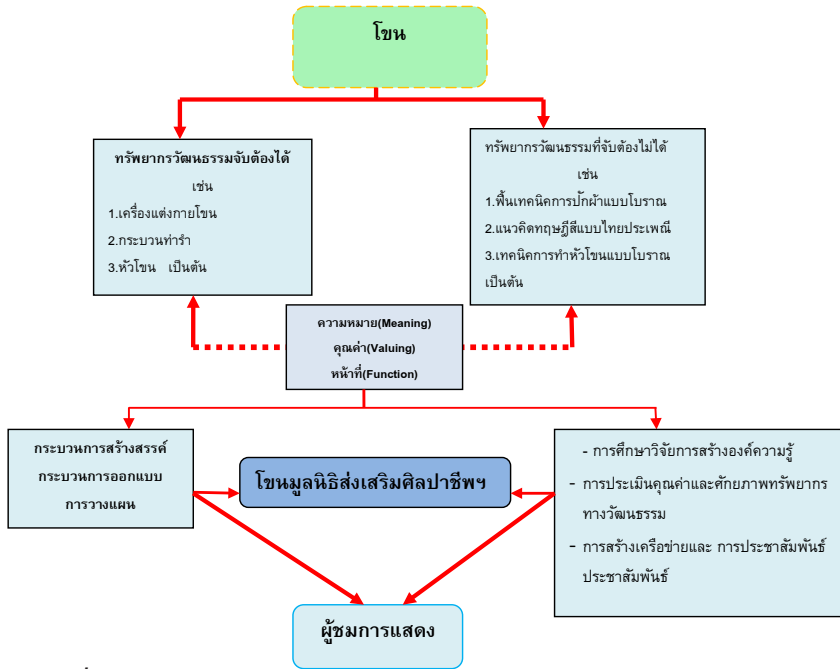 โขน
ทรัพยากรวัฒนธรรมจับต้องได้
เช่น
1.เครื่องแต่งกายโขน
2.กระบวนท่ารำ
3.หัวโขน เป็นต้น
ทรัพยากรวัฒนธรรมที่จับต้องไม่ได้
เช่น
1.พื้นเทคนิคการปักผ้าแบบโบราณ
2.แนวคิดทฤษฎีสีแบบไทยประเพณี
3.เทคนิคการทำหัวโขนแบบโบราณ
เป็นต้น
ความหมาย(Meaning)
คุณค่า(Valuing)
หน้าที่(Function)
กระบวนการสร้างสรรค์
กระบวนการออกแบบ
การวางแผน
โขนมูลนิธิส่งเสริมศิลปาชีพฯ
- การศึกษาวิจัยการสร้างองค์ความรู้
- การประเมินคุณค่าและศักยภาพทรัพยากร
ทางวัฒนธรรม
- การสร้างเครือข่ายและ การประชาสัมพันธ์
ประชาสัมพันธ์
ผู้ชมการแสดง